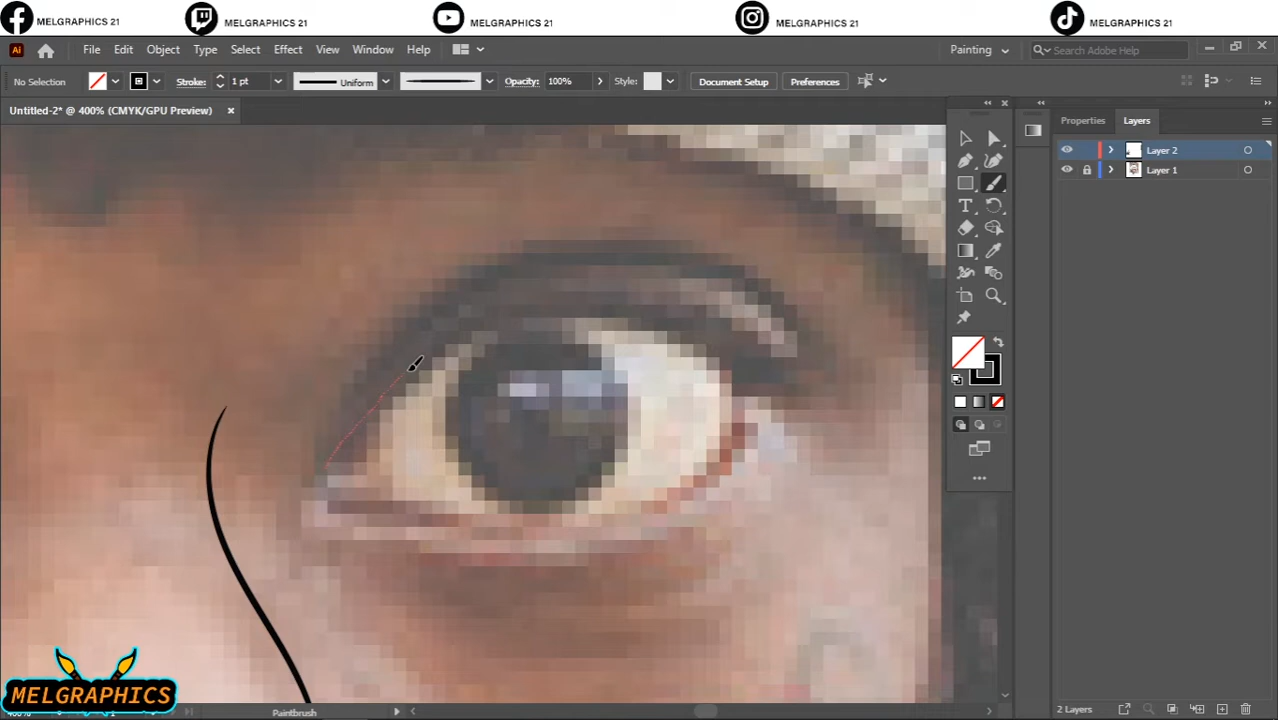 MELGRAPHICS 21 MELGRAPHICS 21 MELGRAPHICS 21 MELGRAPHICS 21 MELGRAPHICS 21
Ai File Edit Object Type Select Effect View Window Help Painting Search Adobe Help
No Selection Stroke: 1 pt Uniform Opacity: 100% Style: Document Setup Preferences
Untitled-2* @ 400% (CMYK/GPU Preview)
Properties Layers
Layer 2
Layer 1
MELGRAPHICS
Paintbrush
2 Layers